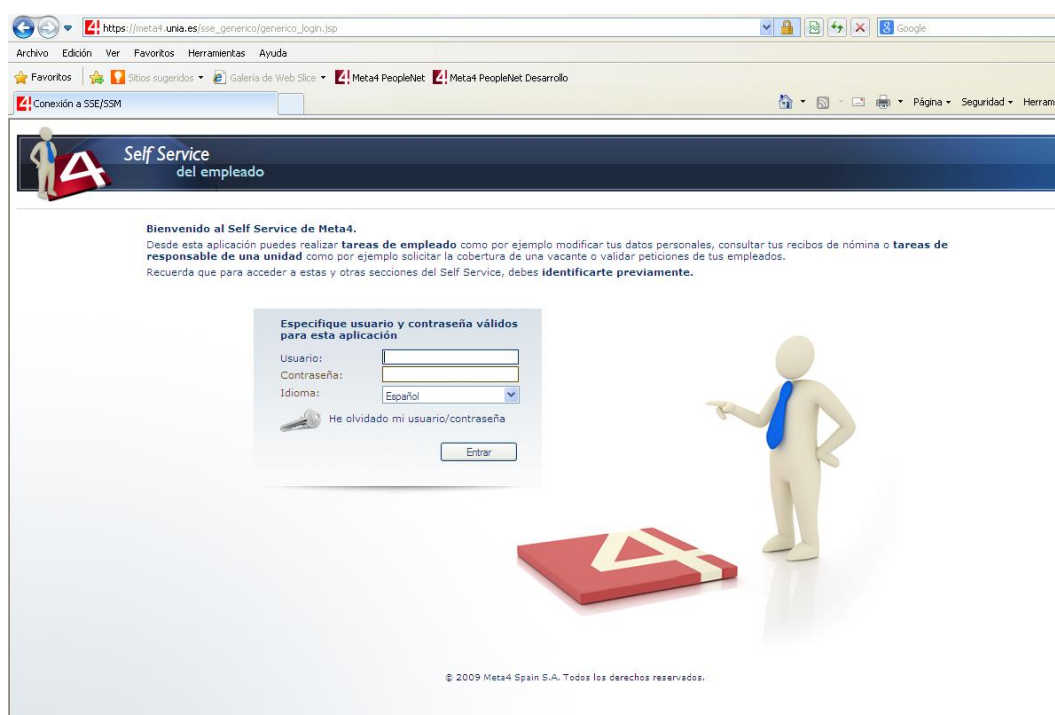 https://meta4.unia.es/sse_generico/generico_login.jsp
Google
Archivo Edición Ver Favoritos Herramientas Ayuda
Favoritos Sitios sugeridos Galería de Web Slice Meta4 PeopleNet Meta4 PeopleNet Desarrollo
Conexión a SSE/SSM
Página Seguridad Herram
4 Self Service
del empleado
Bienvenido al Self Service de Meta4.
Desde esta aplicación puedes realizar tareas de empleado como por ejemplo modificar tus datos personales, consultar tus recibos de nómina o tareas de
responsable de una unidad como por ejemplo solicitar la cobertura de una vacante o validar peticiones de tus empleados.
Recuerda que para acceder a estas y otras secciones del Self Service, debes identificarte previamente.
Especifique usuario y contraseña válidos
para esta aplicación
Usuario:
Contraseña:
Idioma: Español
He olvidado mi usuario/contraseña
Entrar
4
© 2009 Meta4 Spain S.A. Todos los derechos reservados.